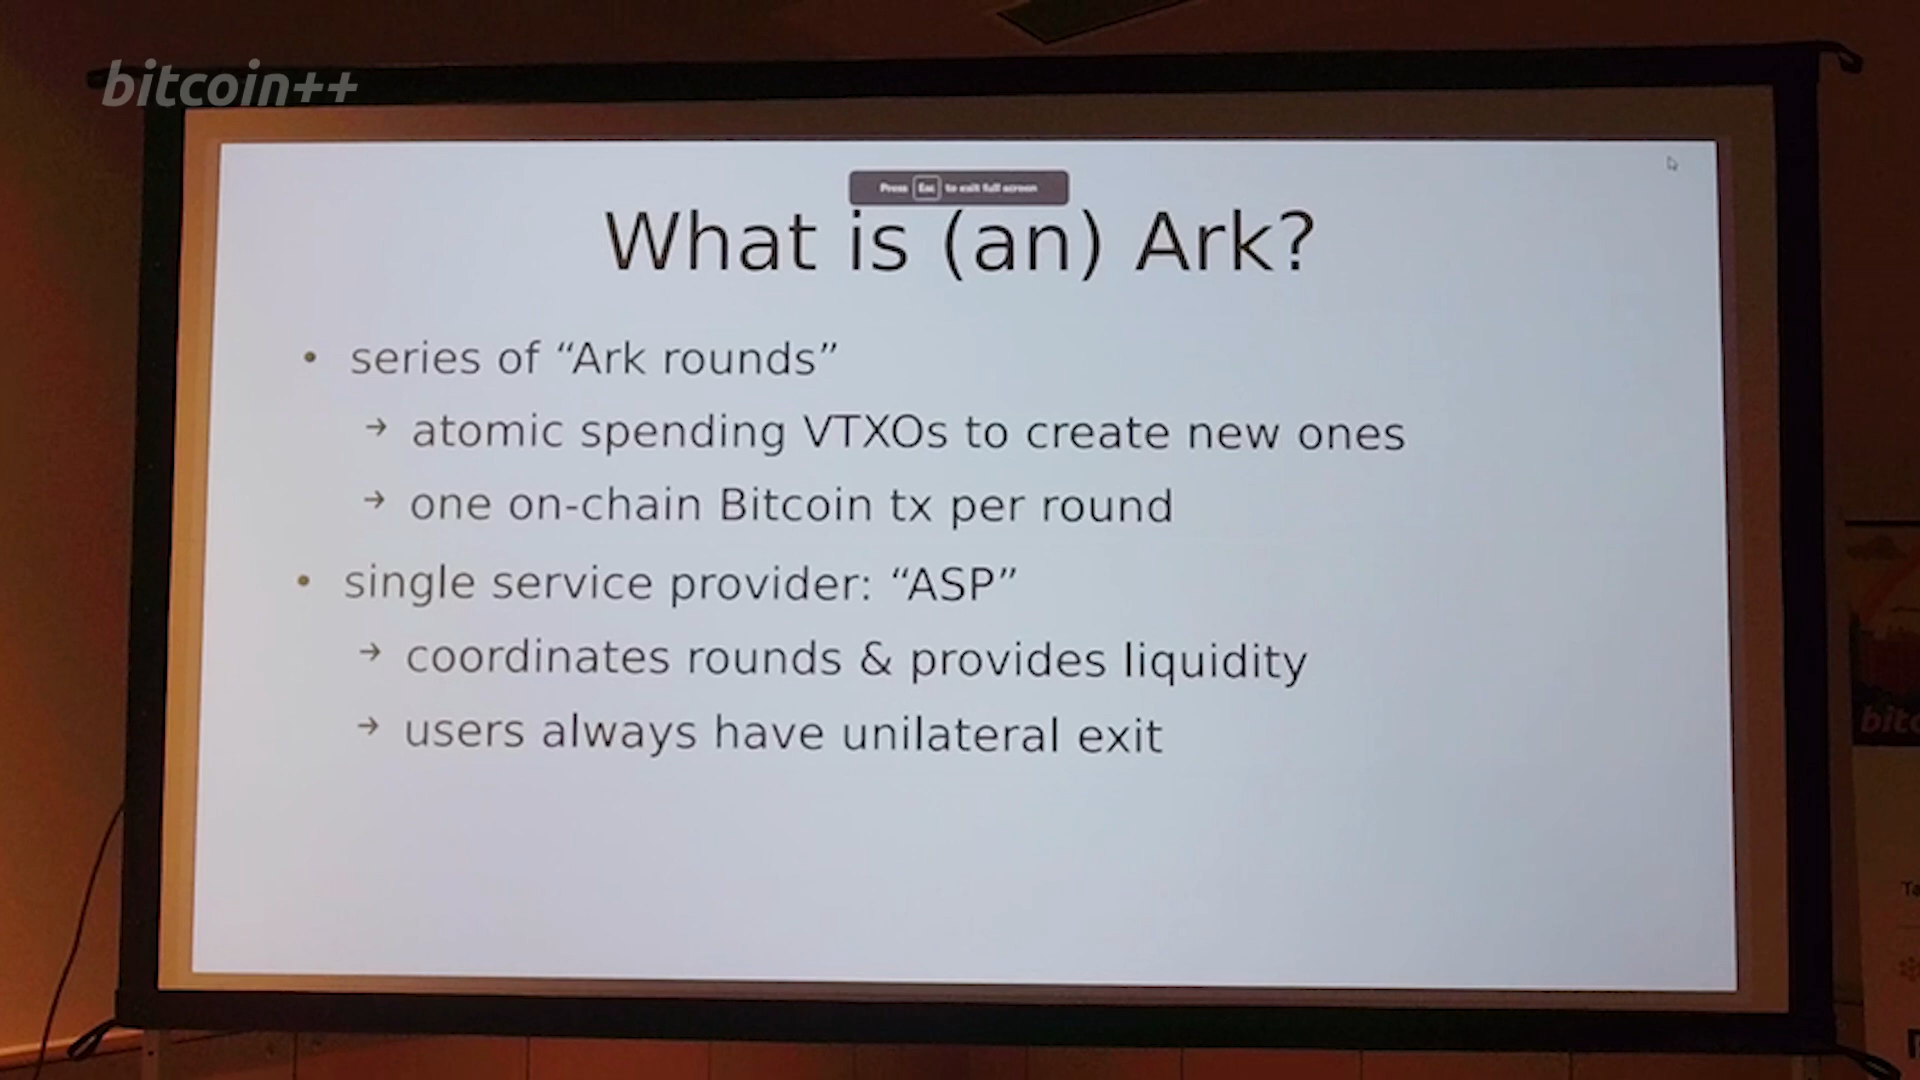 bitcoin++
Press Esc to exit full screen
What is (an) Ark?
• series of “Ark rounds”
→ atomic spending VTXOs to create new ones
→ one on-chain Bitcoin tx per round
• single service provider: “ASP”
→ coordinates rounds & provides liquidity
→ users always have unilateral exit
bitc